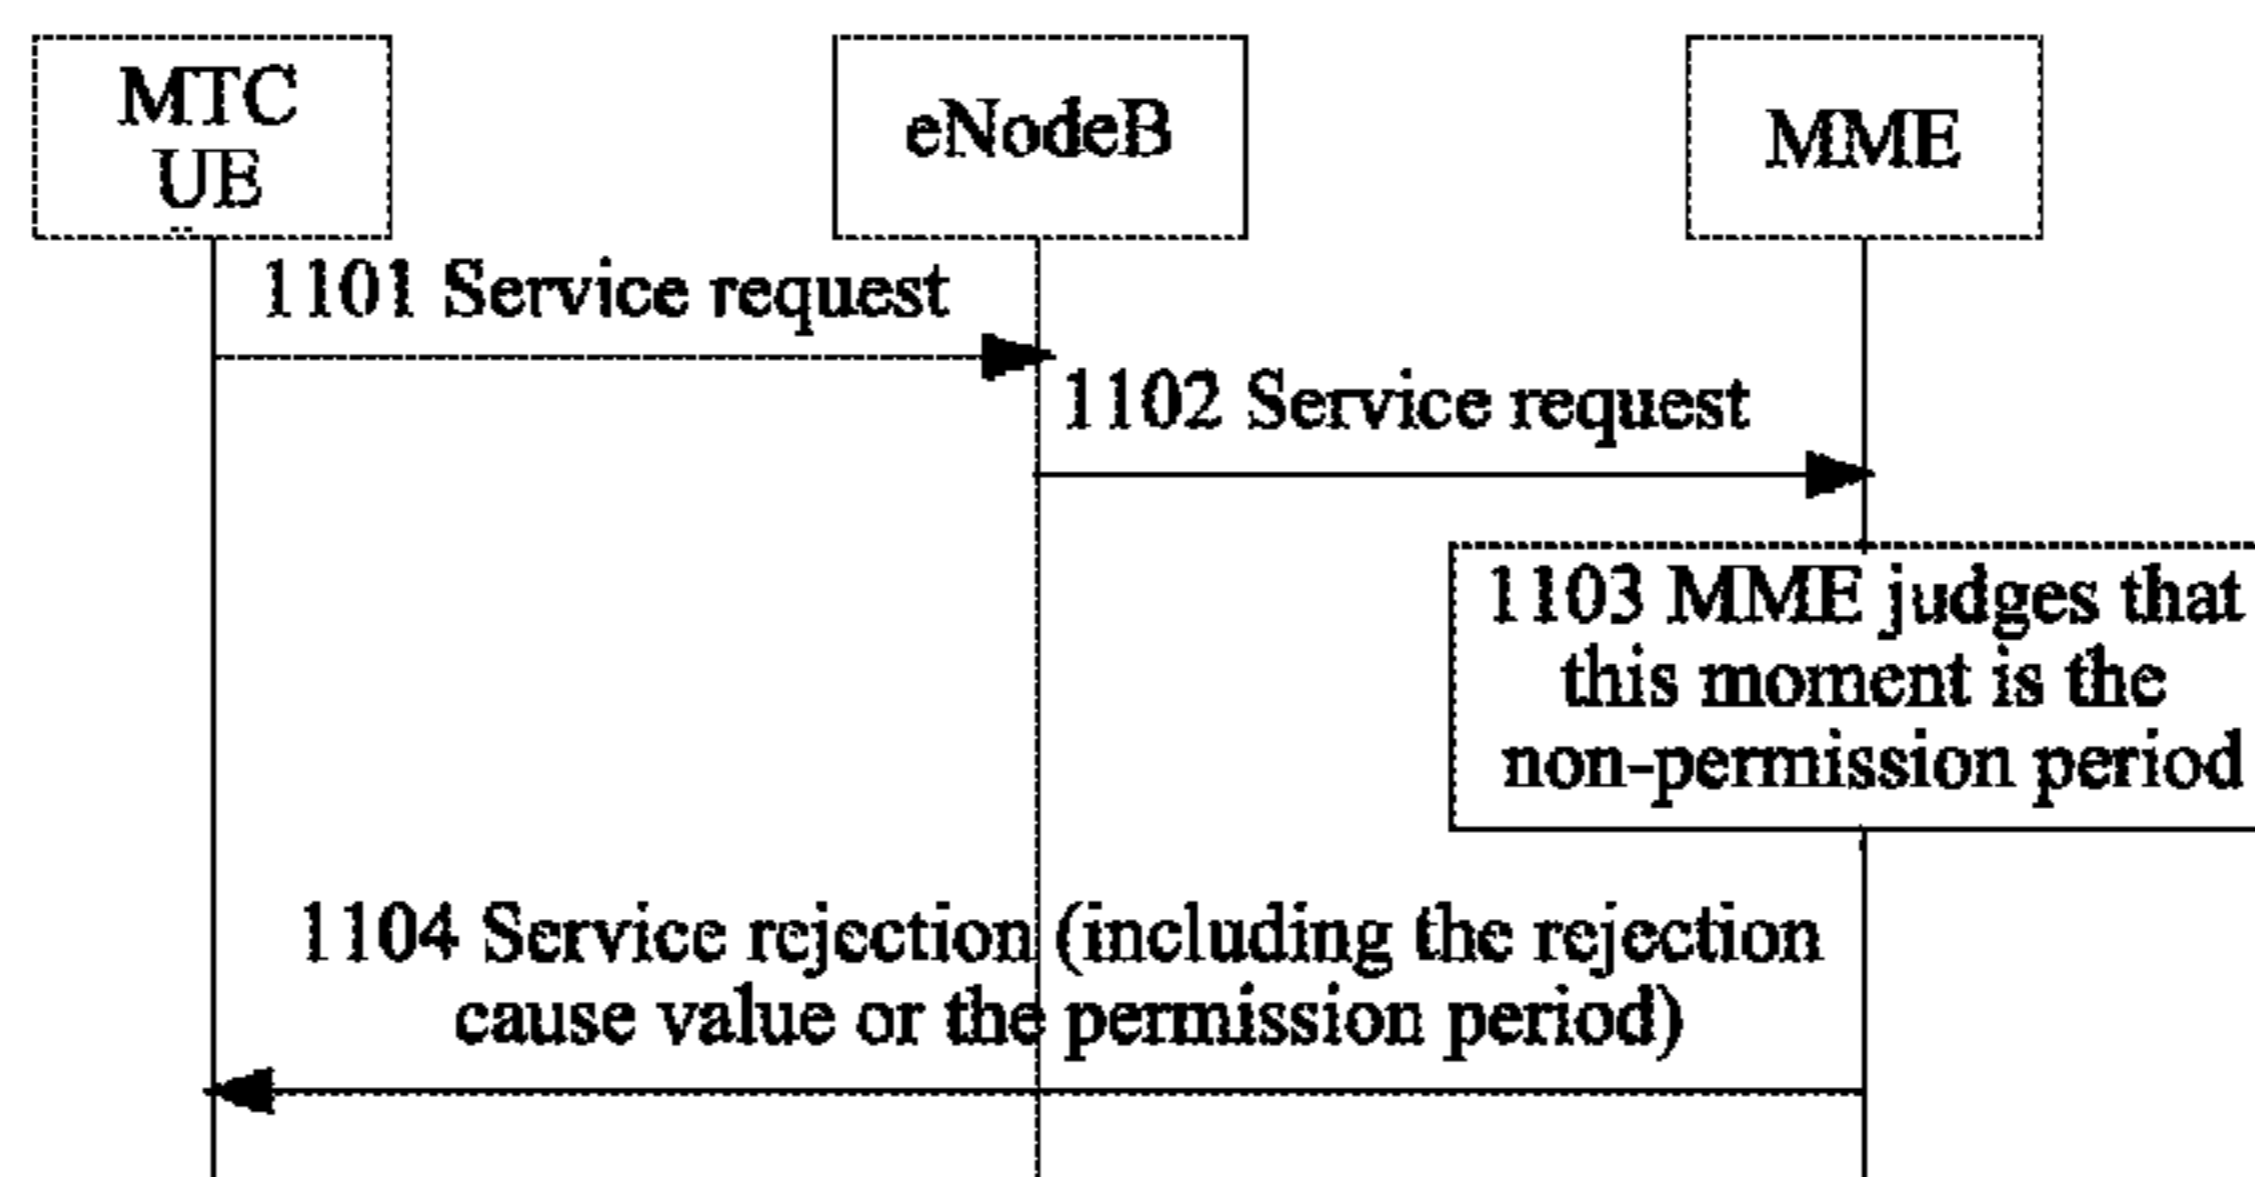 MTC
UE
eNodeB
MME
1101 Service request
1102 Service request
1103 MME judges that
this moment is the
non-permission period
1104 Service rejection (including the rejection
cause value or the permission period)